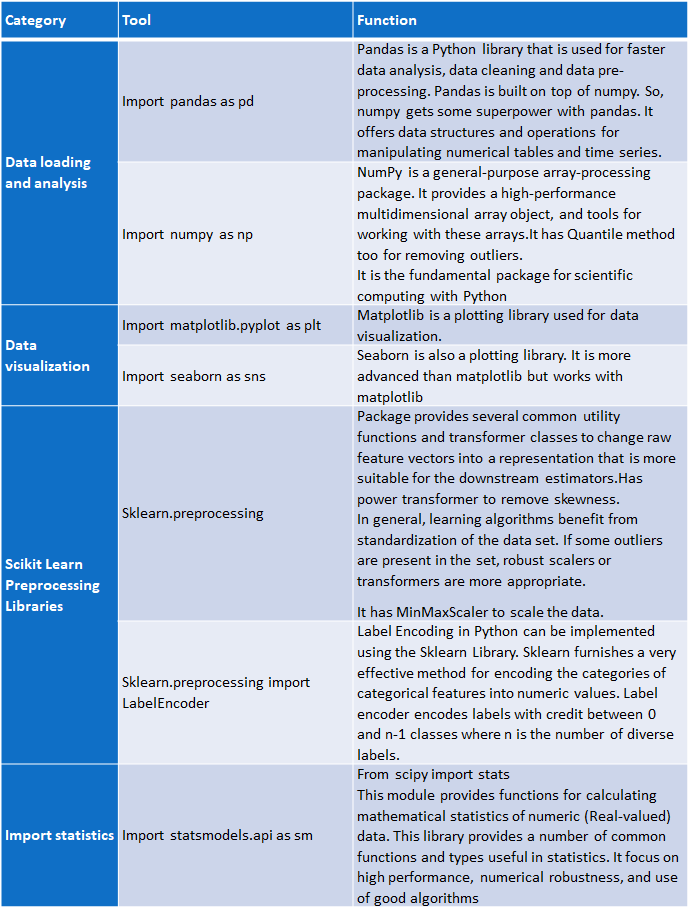 Category
Tool
Function
Data loading
and analysis
Import pandas as pd
Pandas is a Python library that is used for faster
data analysis, data cleaning and data pre-
processing. Pandas is built on top of numpy. So,
numpy gets some superpower with pandas. It
offers data structures and operations for
manipulating numerical tables and time series.
Import numpy as np
NumPy is a general-purpose array-processing
package. It provides a high-performance
multidimensional array object, and tools for
working with these arrays.It has Quantile method
too for removing outliers.
It is the fundamental package for scientific
computing with Python
Data
visualization
Import matplotlib.pyplot as plt
Matplotlib is a plotting library used for data
visualization.
Import seaborn as sns
Seaborn is also a plotting library. It is more
advanced than matplotlib but works with
matplotlib
Scikit Learn
Preprocessing
Libraries
Sklearn.preprocessing
Package provides several common utility
functions and transformer classes to change raw
feature vectors into a representation that is more
suitable for the downstream estimators.Has
power transformer to remove skewness.
In general, learning algorithms benefit from
standardization of the data set. If some outliers
are present in the set, robust scalers or
transformers are more appropriate.
It has MinMaxScaler to scale the data.
Sklearn.preprocessing import
LabelEncoder
Label Encoding in Python can be implemented
using the Sklearn Library. Sklearn furnishes a very
effective method for encoding the categories of
categorical features into numeric values. Label
encoder encodes labels with credit between 0
and n-1 classes where n is the number of diverse
labels.
Import statistics
Import statsmodels.api as sm
From scipy import stats
This module provides functions for calculating
mathematical statistics of numeric (Real-valued)
data. This library provides a number of common
functions and types useful in statistics. It focus on
high performance, numerical robustness, and use
of good algorithms